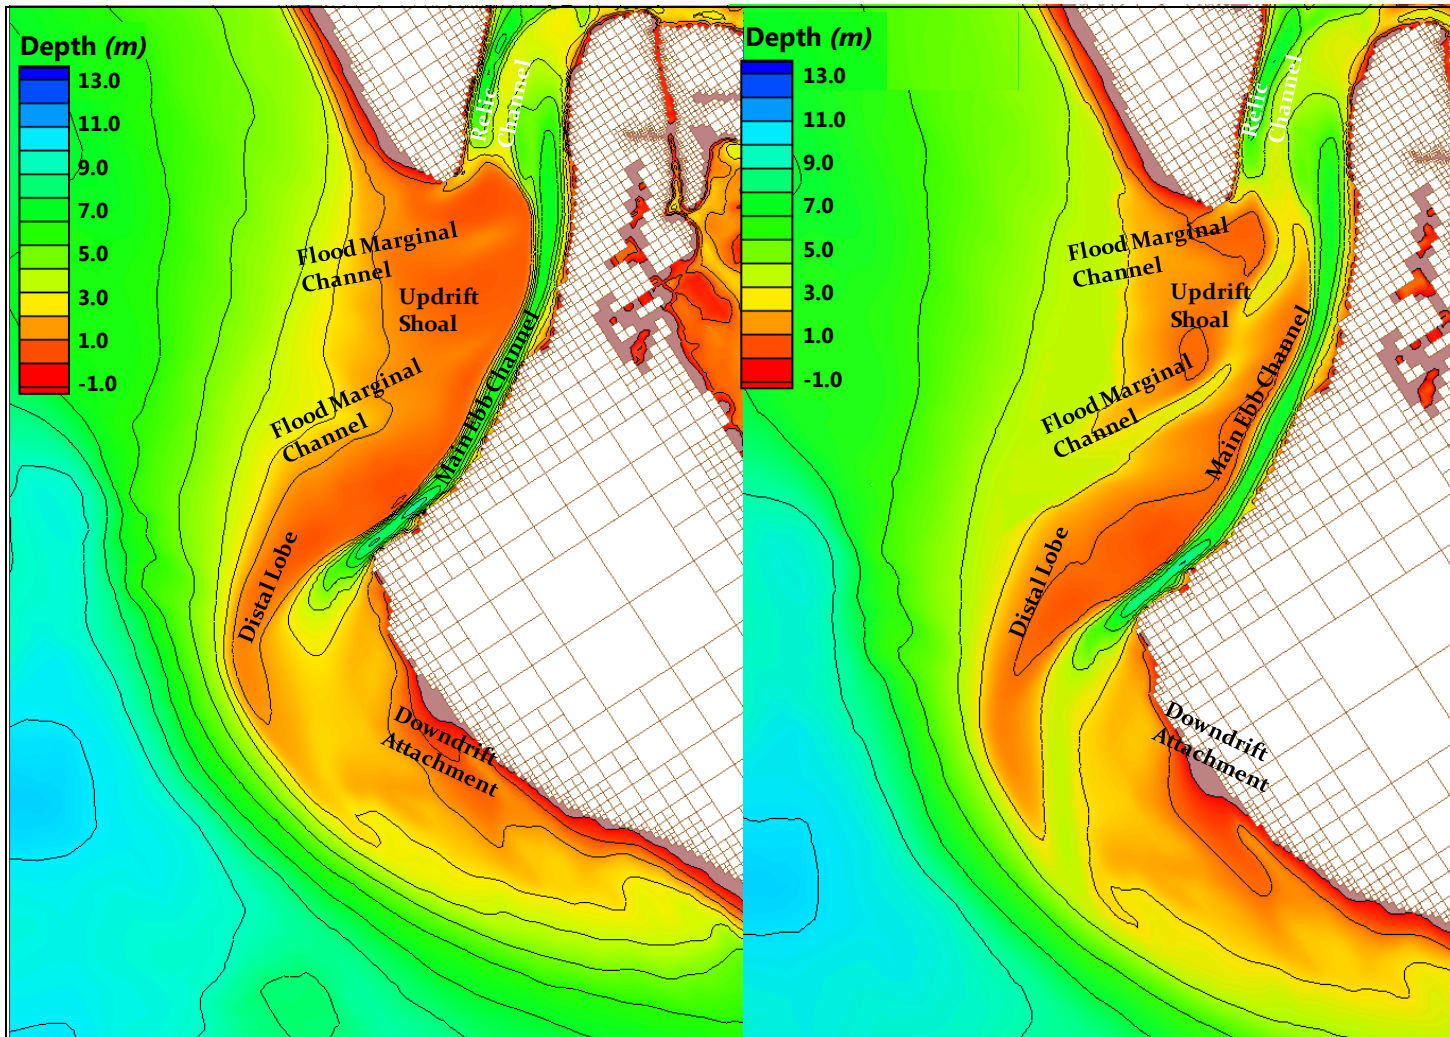 Depth (m)
13.0
11.0
9.0
7.0
5.0
3.0
1.0
-1.0
Relic
Channel
Flood Marginal
Channel
Updrift
Shoal
Flood Marginal
Channel
Main Ebb Channel
Distal Lobe
Downdrift
Attachment
Depth (m)
13.0
11.0
9.0
7.0
5.0
3.0
1.0
-1.0
Relic
Channel
Flood Marginal
Channel
Updrift
Shoal
Flood Marginal
Channel
Main Ebb Channel
Distal Lobe
Downdrift
Attachment